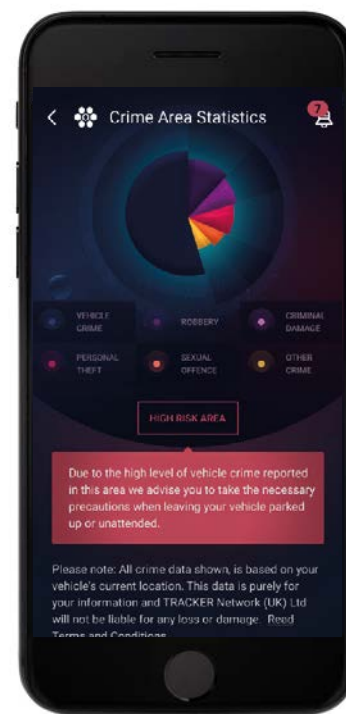 Crime Area Statistics
7
VEHICLE CRIME
ROBBERY
CRIMINAL DAMAGE
PERSONAL THEFT
SEXUAL OFFENCE
OTHER CRIME
HIGH RISK AREA
Due to the high level of vehicle crime reported
in this area we advise you to take the necessary
precautions when leaving your vehicle parked
up or unattended.
Please note: All crime data shown, is based on your
vehicle's current location. This data is purely for
your information and TRACKER Network (UK) Ltd
will not be liable for any loss or damage. Read
Terms and Conditions